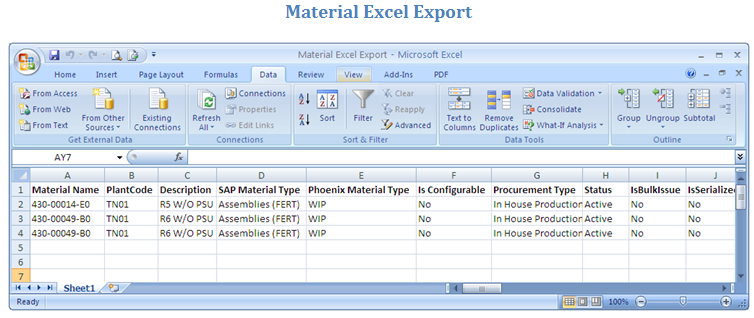 Material Excel Export
Material Excel Export - Microsoft Excel
Home Insert Page Layout Formulas Data Review View Add-Ins PDF
From Access
From Web
From Text
From Other Sources
Existing Connections
Get External Data
Refresh All
Connections
Properties
Edit Links
Connections
Sort
Filter
Clear
Reapply
Advanced
Sort & Filter
Text to Columns
Remove Duplicates
Data Validation
Consolidate
What-If Analysis
Data Tools
Group Ungroup Subtotal
Outline
AY7 fx
A B C D E F G H I J
1 Material Name PlantCode Description SAP Material Type Phoenix Material Type Is Configurable Procurement Type Status IsBulkIssue IsSerialize
2 430-00014-E0 TN01 R5 W/O PSU Assemblies (FERT) WIP No In House Production Active No No
3 430-00049-B0 TN01 R6 W/O PSU Assemblies (FERT) WIP No In House Production Active No No
4 430-00049-B0 TN01 R6 W/O PSU Assemblies (FERT) WIP No In House Production Active No No
5
6
7
Sheet1
Ready 100%